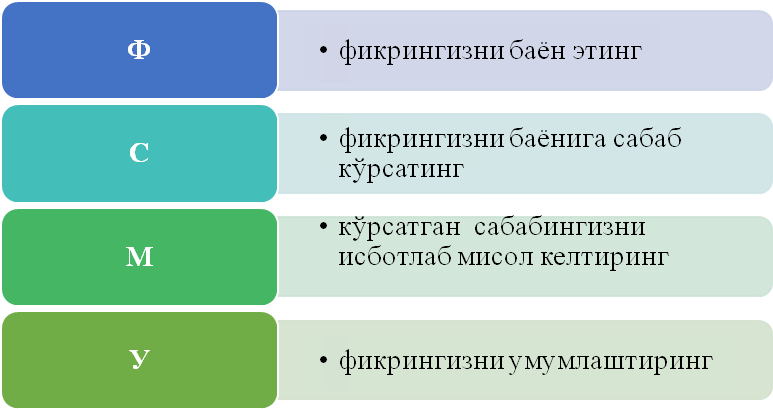 Ф
• фикрингизни баён этинг
С
• фикрингизни баёнига сабаб
кўрсатинг
М
• кўрсатган сабабингизни
исботлаб мисол келтиринг
У
• фикрингизни умумлаштиринг